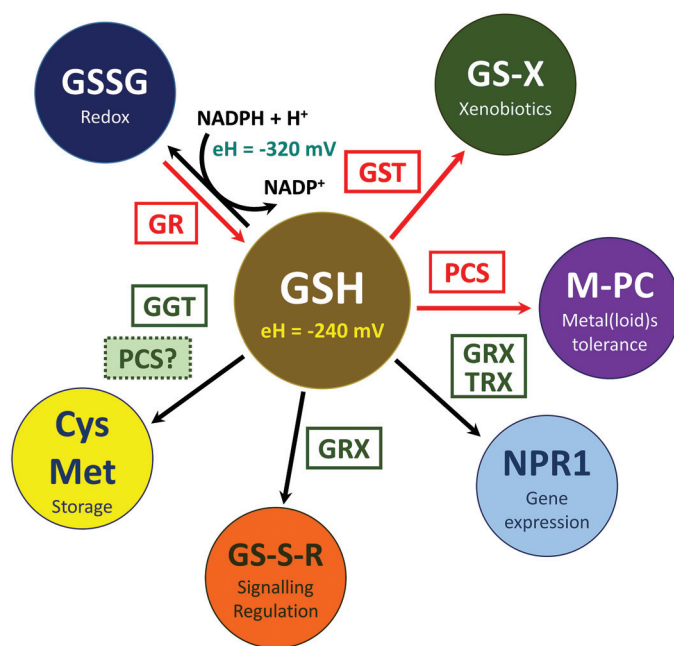 GSSG
Redox
NADPH + H⁺
eH = -320 mV
NADP⁺
GR
GS-X
Xenobiotics
GST
GSH
eH = -240 mV
PCS
M-PC
Metal(loid)s
tolerance
GGT
PCS?
GRX
TRX
Cys
Met
Storage
GRX
NPR1
Gene
expression
GS-S-R
Signalling
Regulation